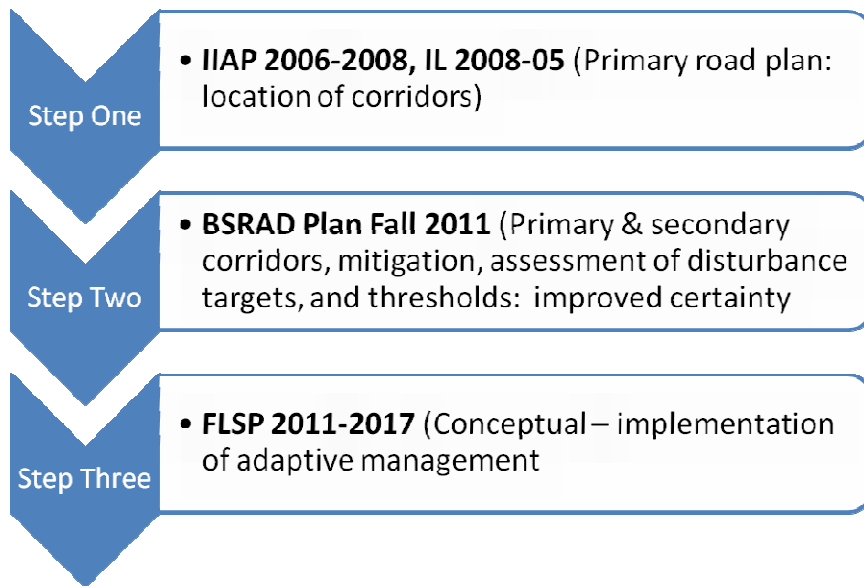 Step One
• IIAP 2006-2008, IL 2008-05 (Primary road plan:
location of corridors)
Step Two
• BSRAD Plan Fall 2011 (Primary & secondary
corridors, mitigation, assessment of disturbance
targets, and thresholds: improved certainty
Step Three
• FLSP 2011-2017 (Conceptual – implementation
of adaptive management